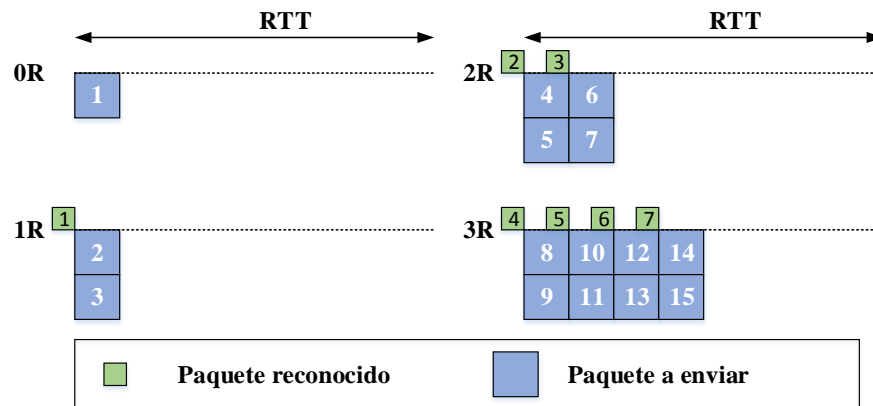 RTT
0R
1
1
1R
2
3
RTT
2 3
2R
4 6
5 7
4 5 6 7
3R
8 10 12 14
9 11 13 15
Paquete reconocido
Paquete a enviar